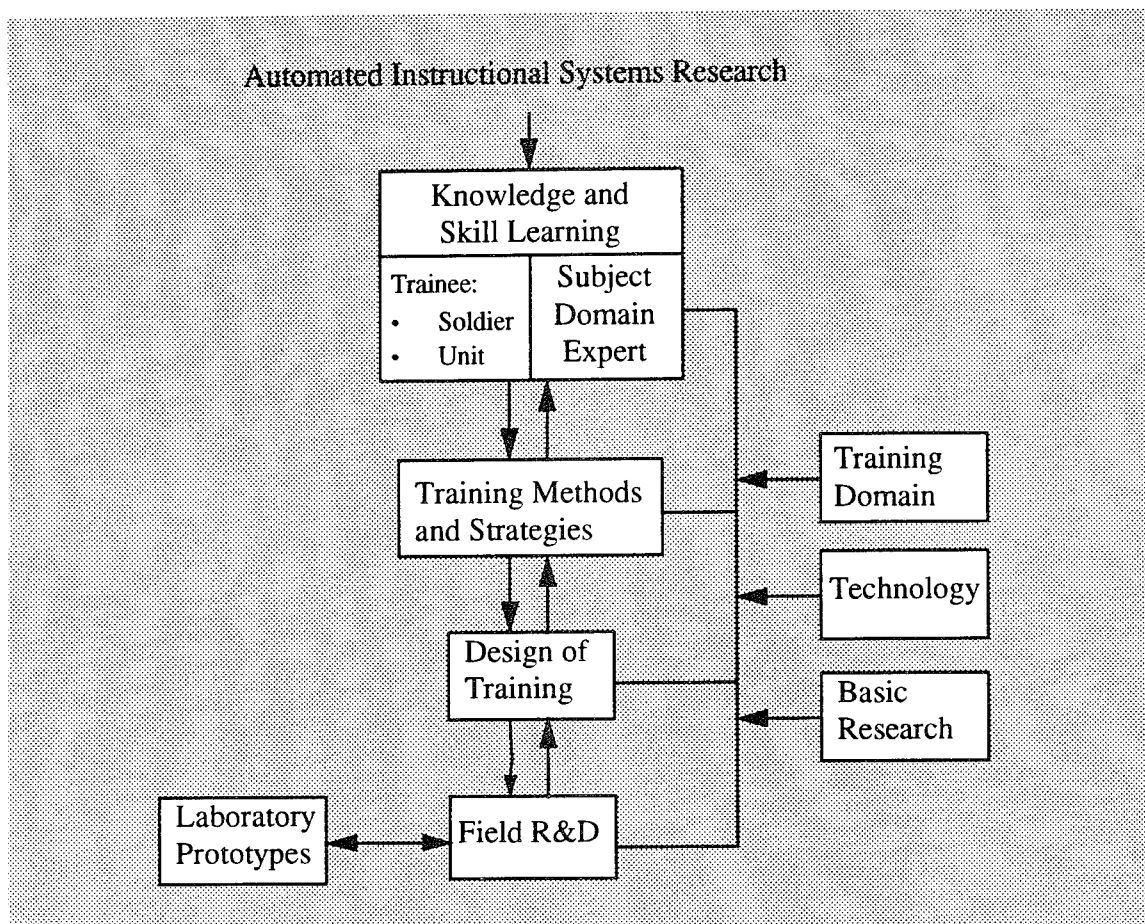 Automated Instructional Systems Research
Knowledge and
Skill Learning
Trainee:
• Soldier
• Unit
Subject
Domain
Expert
Training Methods
and Strategies
Training
Domain
Technology
Design of
Training
Basic
Research
Laboratory
Prototypes
Field R&D